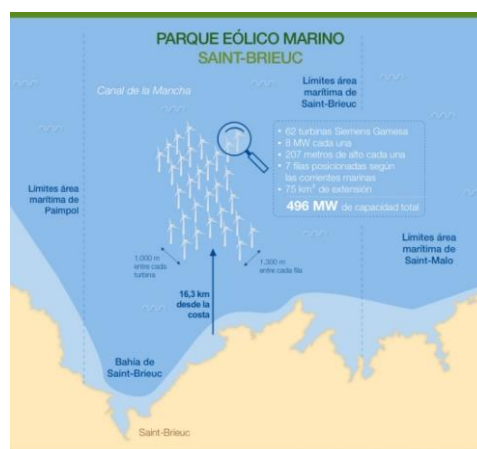 PARQUE EÓLICO MARINO
SAINT-BRIEUC
Canal de la Mancha
Límites área
marítima de
Saint-Brieuc
• 62 turbinas Siemens Gamesa
• 8 MW cada una
• 207 metros de alto cada una
• 7 filas posicionadas según
las corrientes marinas
• 75 km² de extensión
496 MW de capacidad total
Límites área
marítima de
Paimpol
Límites área
marítima de
Saint-Malo
1,000 m
entre cada
turbina
1,300 m
entre cada fila
16,3 km
desde la
costa
Bahía de
Saint-Brieuc
Saint-Brieuc